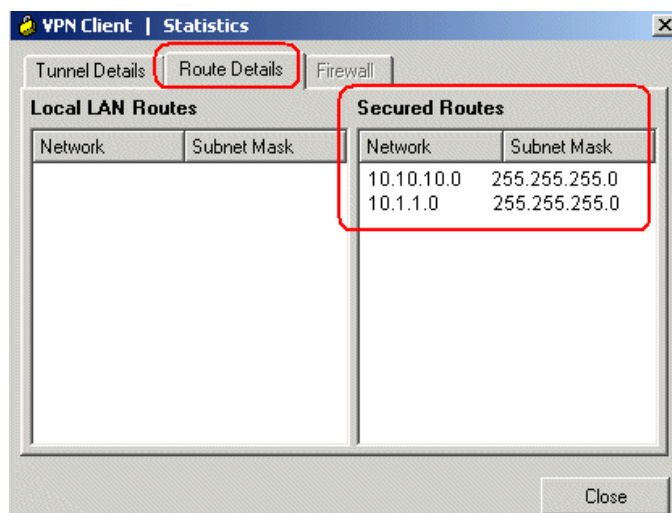 VPN Client | Statistics
Tunnel Details Route Details Firewall
Local LAN Routes Secured Routes
Network Subnet Mask Network Subnet Mask
10.10.10.0 255.255.255.0
10.1.1.0 255.255.255.0
Close